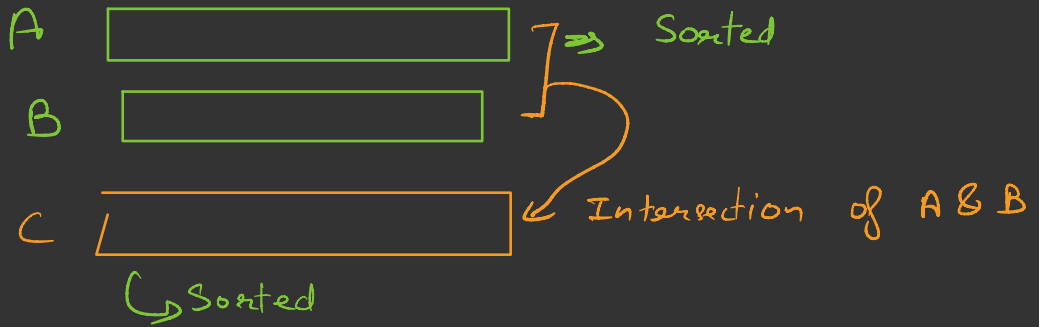 A
Sorted
B
C
Intersection of A & B
Sorted